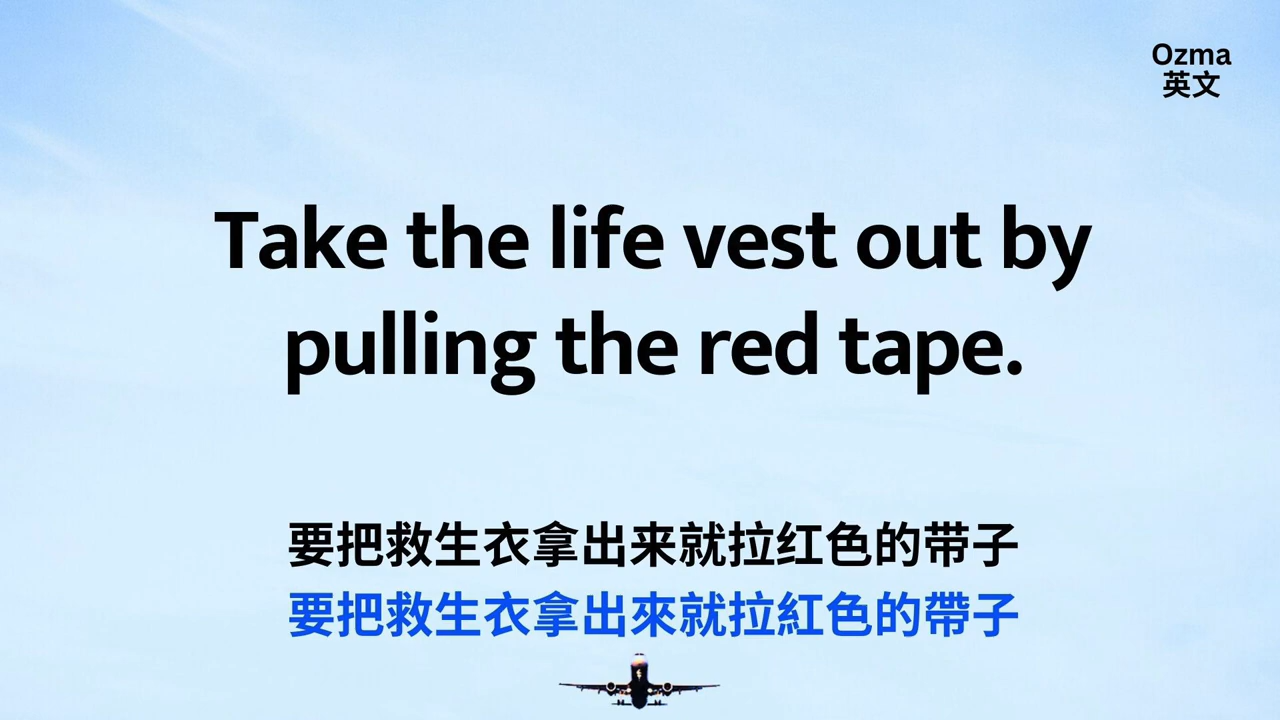 Ozma
英文
Take the life vest out by
pulling the red tape.
要把救生衣拿出来就拉红色的带子
要把救生衣拿出來就拉紅色的帶子